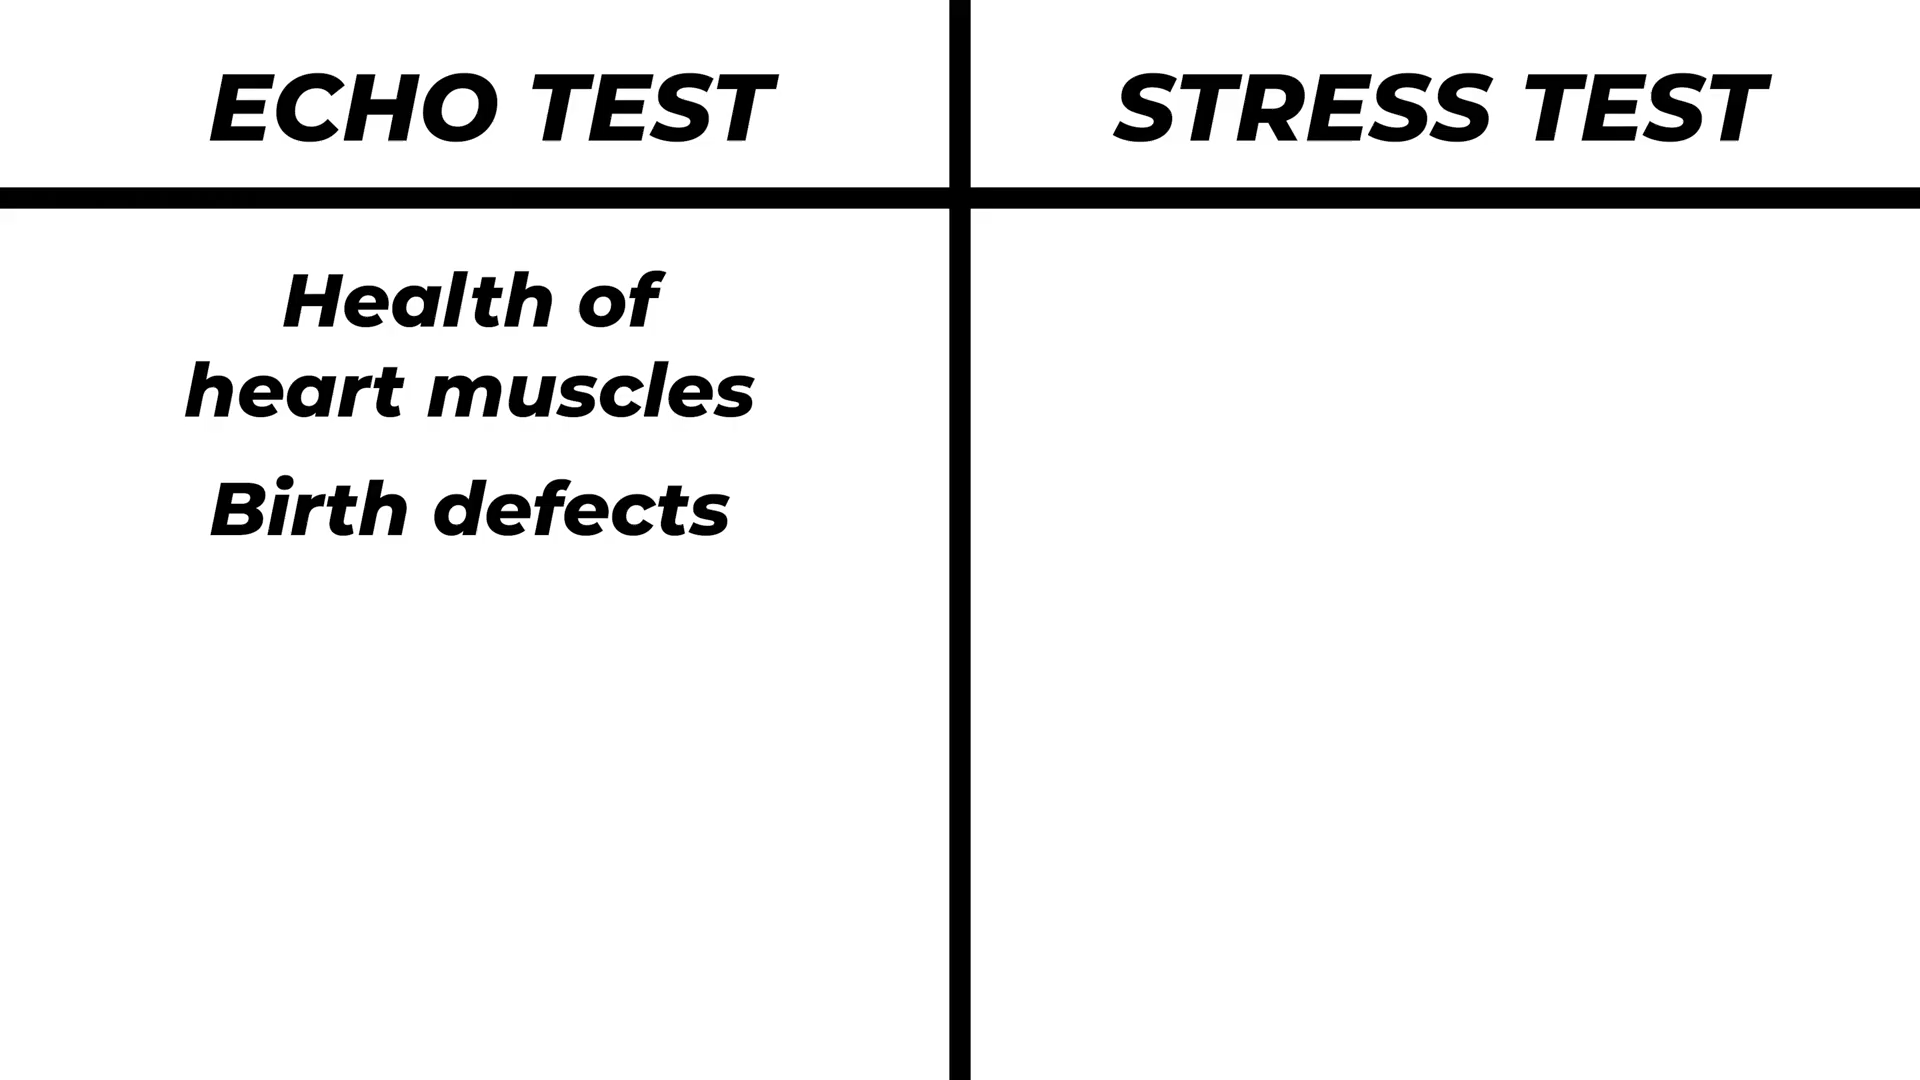 ECHO TEST
STRESS TEST
Health of
heart muscles
Birth defects